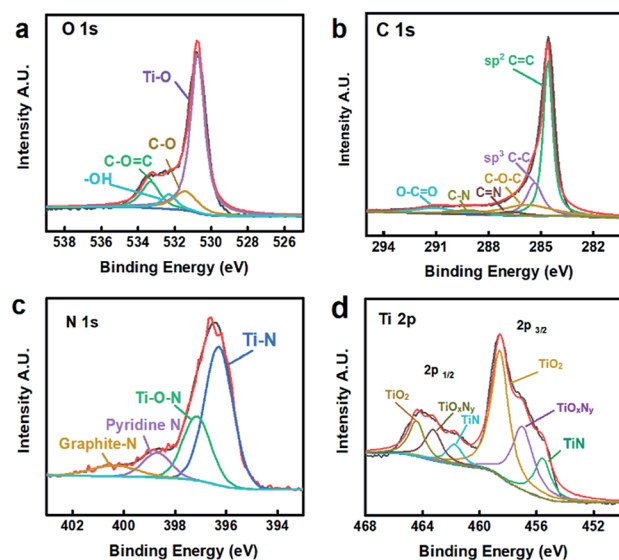 a
O 1s
Intensity A.U.
Ti-O
C-O
C-O=C
-OH
538 536 534 532 530 528 526
Binding Energy (eV)
b
C 1s
Intensity A.U.
sp² C=C
sp³ C-C
C-O-C
C=N
C-N
O-C=O
294 291 288 285 282
Binding Energy (eV)
c
N 1s
Intensity A.U.
Ti-N
Ti-O-N
Pyridine N
Graphite-N
402 400 398 396 394
Binding Energy (eV)
d
Ti 2p
Intensity A.U.
2p 3/2
2p 1/2
TiO₂
TiO₂
TiOxNy
TiN
TiOxNy
TiN
468 464 460 456 452
Binding Energy (eV)